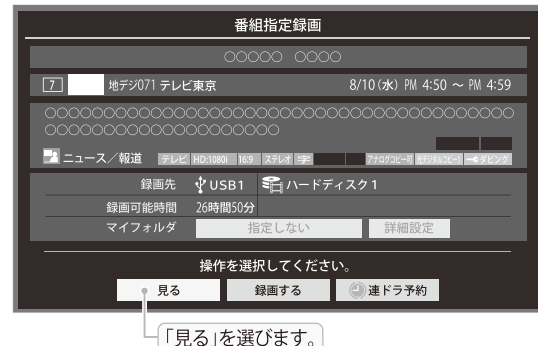 番組指定録画
○○○○○ ○○○○
7 地デジ071 テレビ東京 8/10(水) PM 4:50 ～ PM 4:59
○○○○○○○○○○○○○○○○○○○○○○○○○○○○○○○○○○
○○○○○○○○○○○○○○○○○
ニュース／報道 テレビ HD:1080i 16:9 ステレオ 字 アナログコピー可 光デジタルコピー1 ダビング
録画先 USB1 ハードディスク1
録画可能時間 26時間50分
マイフォルダ 指定しない 詳細設定
操作を選択してください。
見る 録画する 連ドラ予約
「見る」を選びます。